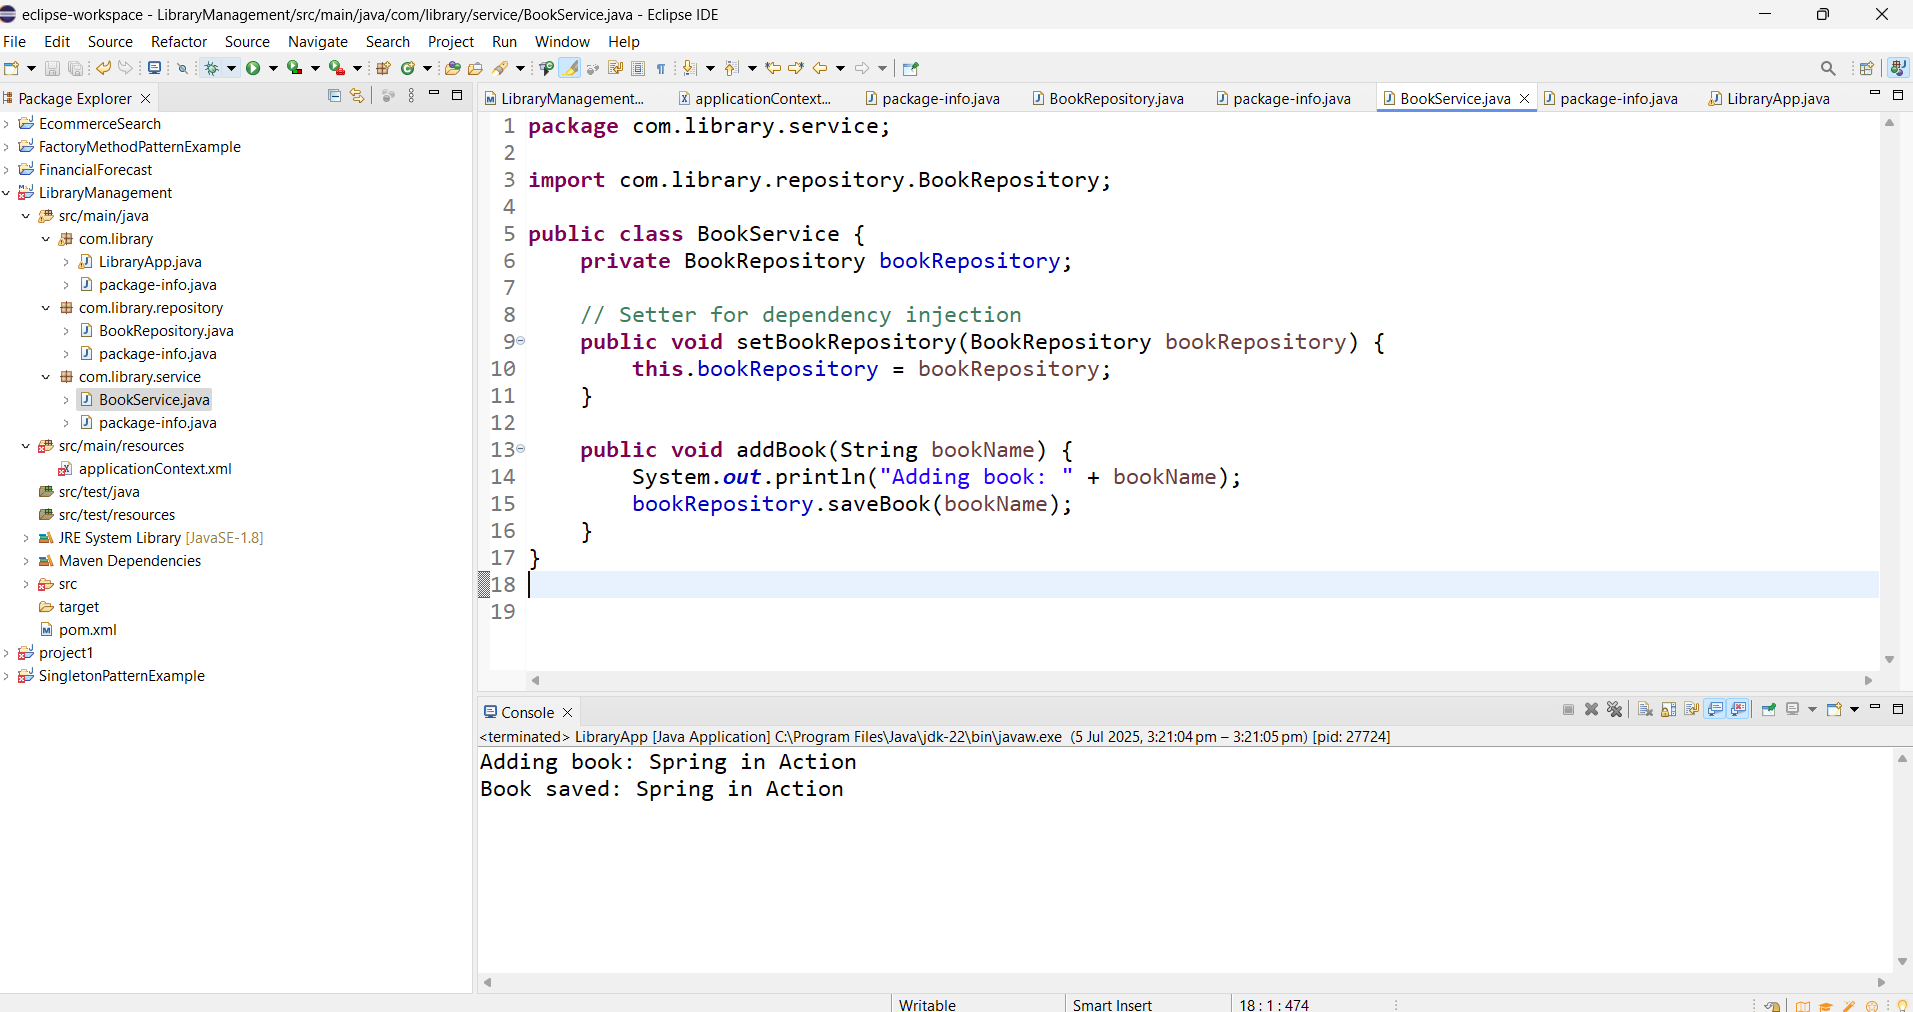 eclipse-workspace - LibraryManagement/src/main/java/com/library/service/BookService.java - Eclipse IDE
File Edit Source Refactor Source Navigate Search Project Run Window Help
Package Explorer
EcommerceSearch
FactoryMethodPatternExample
FinancialForecast
LibraryManagement
src/main/java
com.library
LibraryApp.java
package-info.java
com.library.repository
BookRepository.java
package-info.java
com.library.service
BookService.java
package-info.java
src/main/resources
applicationContext.xml
src/test/java
src/test/resources
JRE System Library [JavaSE-1.8]
Maven Dependencies
src
target
pom.xml
project1
SingletonPatternExample
LibraryManagement... applicationContext... package-info.java BookRepository.java package-info.java BookService.java package-info.java LibraryApp.java
1 package com.library.service;
2
3 import com.library.repository.BookRepository;
4
5 public class BookService {
6     private BookRepository bookRepository;
7
8     // Setter for dependency injection
9     public void setBookRepository(BookRepository bookRepository) {
10         this.bookRepository = bookRepository;
11     }
12
13     public void addBook(String bookName) {
14         System.out.println("Adding book: " + bookName);
15         bookRepository.saveBook(bookName);
16     }
17 }
18
19
Console
<terminated> LibraryApp [Java Application] C:\Program Files\Java\jdk-22\bin\javaw.exe (5 Jul 2025, 3:21:04 pm – 3:21:05 pm) [pid: 27724]
Adding book: Spring in Action
Book saved: Spring in Action
Writable Smart Insert 18 : 1 : 474